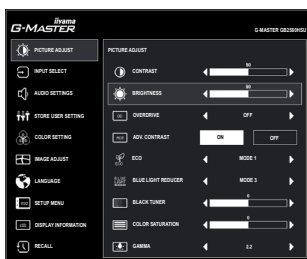 iiyama
G-MASTER
G-MASTER GB2590HSU
PICTURE ADJUST
INPUT SELECT
AUDIO SETTINGS
STORE USER SETTING
COLOR SETTING
IMAGE ADJUST
LANGUAGE
SETUP MENU
DISPLAY INFORMATION
RECALL
PICTURE ADJUST
CONTRAST
BRIGHTNESS
OVERDRIVE OFF
ADV. CONTRAST ON OFF
ECO MODE 1
BLUE LIGHT REDUCER MODE 3
BLACK TUNER 0
COLOR SATURATION 0
GAMMA 2.2